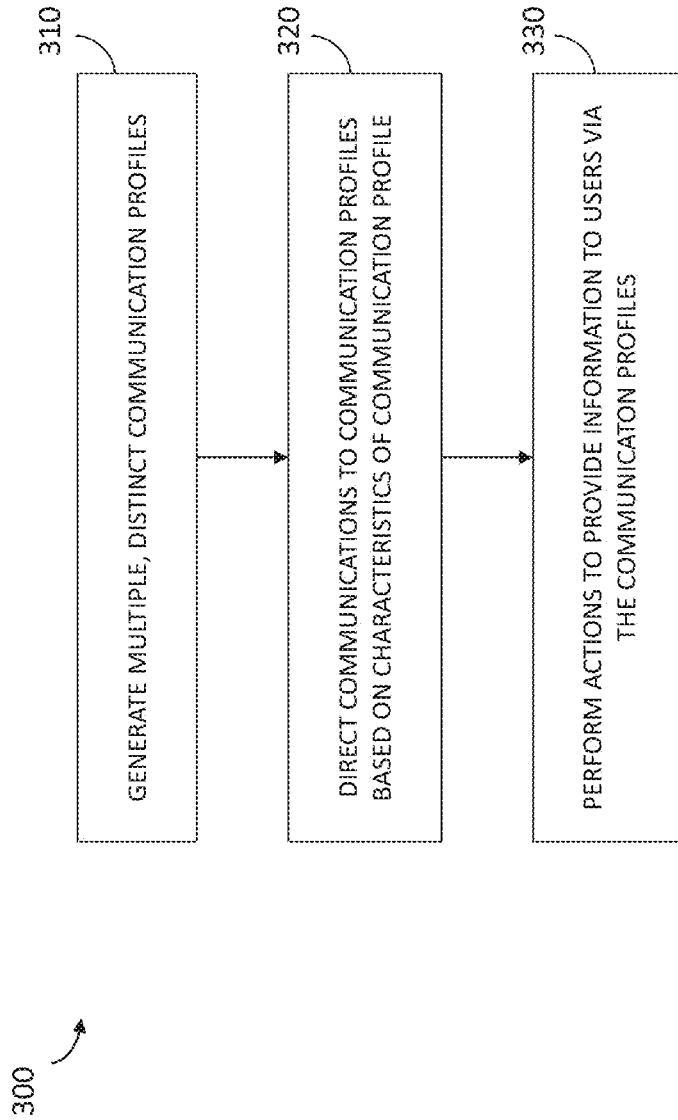 300
310
GENERATE MULTIPLE, DISTINCT COMMUNICATION PROFILES
320
DIRECT COMMUNICATIONS TO COMMUNICATION PROFILES
BASED ON CHARACTERISTICS OF COMMUNICATION PROFILE
330
PERFORM ACTIONS TO PROVIDE INFORMATION TO USERS VIA
THE COMMUNICATON PROFILES